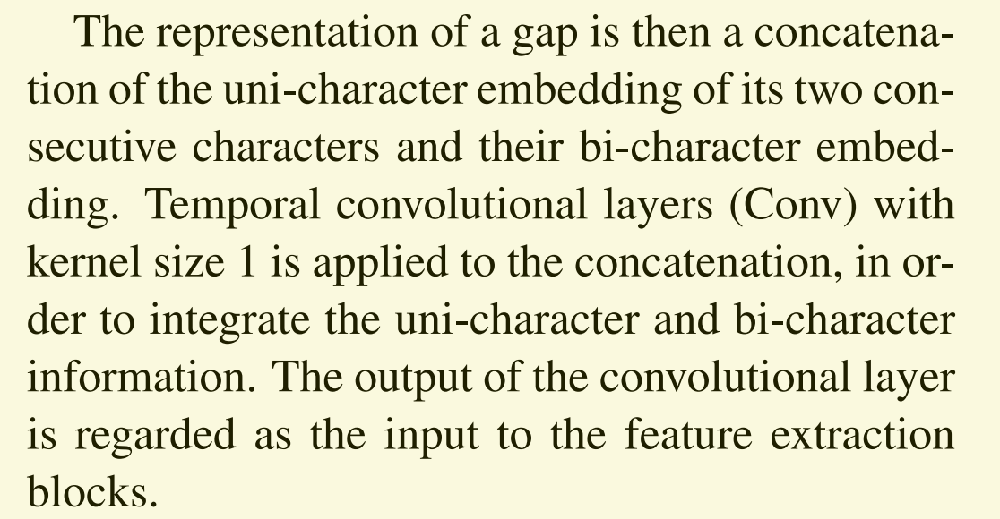 The representation of a gap is then a concatena-
tion of the uni-character embedding of its two con-
secutive characters and their bi-character embed-
ding. Temporal convolutional layers (Conv) with
kernel size 1 is applied to the concatenation, in or-
der to integrate the uni-character and bi-character
information. The output of the convolutional layer
is regarded as the input to the feature extraction
blocks.